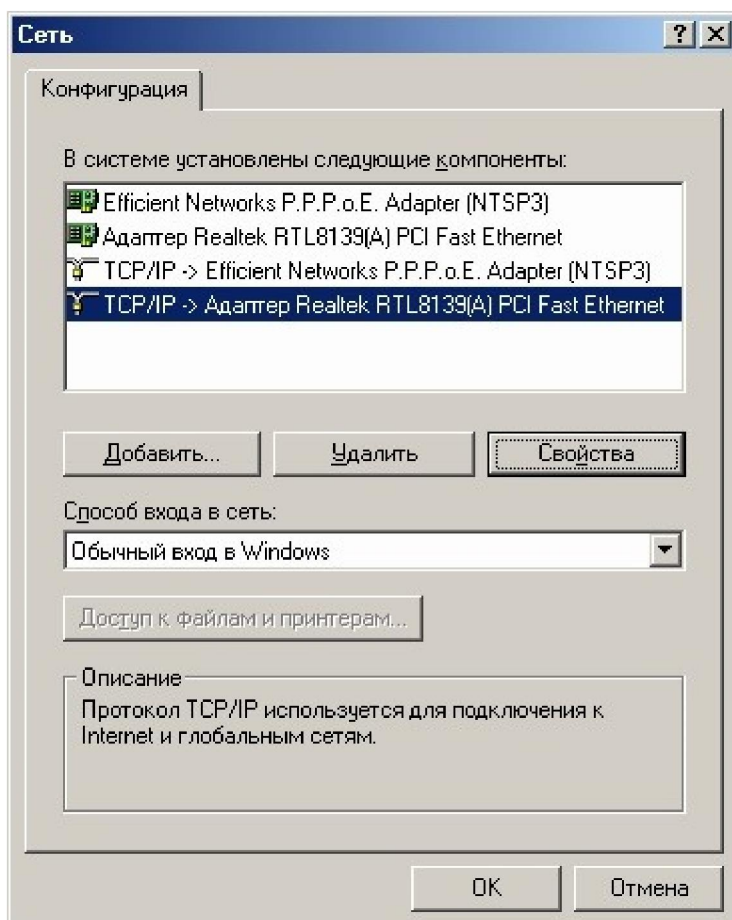 Сеть
Конфигурация
В системе установлены следующие компоненты:
Efficient Networks P.P.P.o.E. Adapter (NTSP3)
Адаптер Realtek RTL8139(A) PCI Fast Ethernet
TCP/IP -> Efficient Networks P.P.P.o.E. Adapter (NTSP3)
TCP/IP -> Адаптер Realtek RTL8139(A) PCI Fast Ethernet
Добавить... Удалить Свойства
Способ входа в сеть:
Обычный вход в Windows
Доступ к файлам и принтерам...
Описание
Протокол TCP/IP используется для подключения к
Internet и глобальным сетям.
OK Отмена